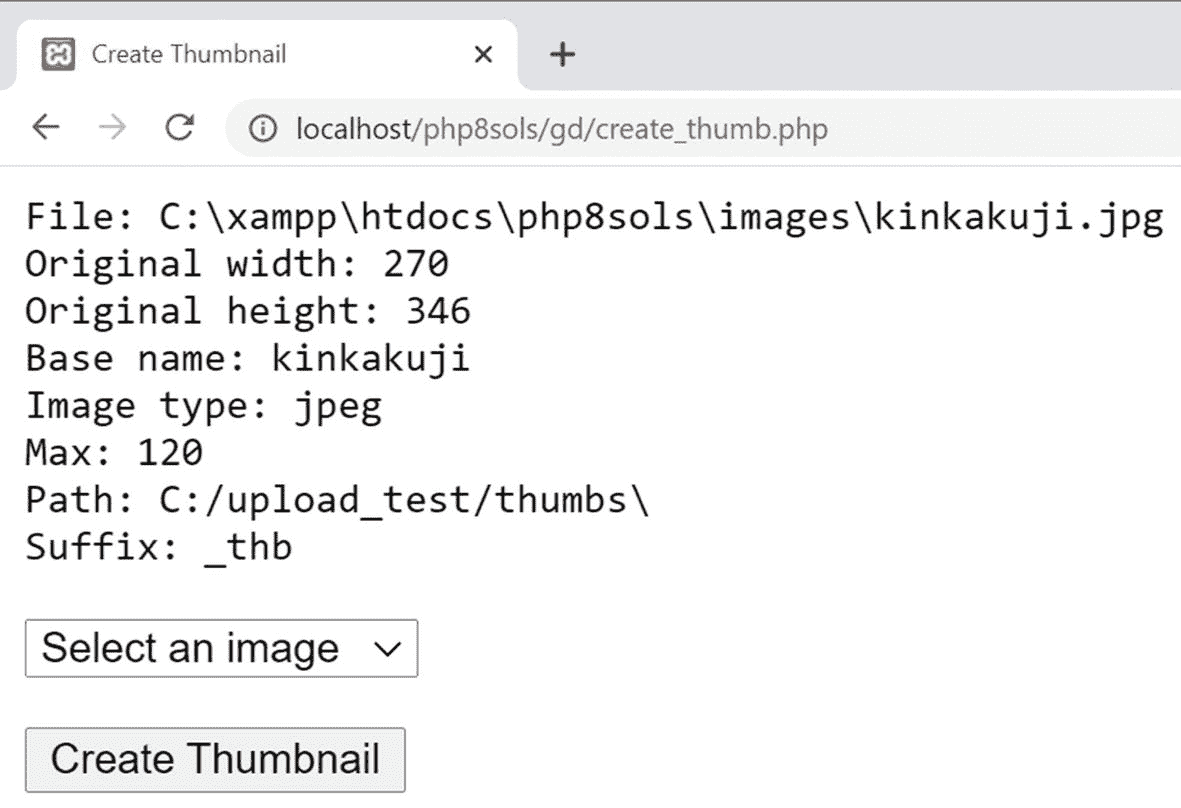 Create Thumbnail
localhost/php8sols/gd/create_thumb.php
File: C:\xampp\htdocs\php8sols\images\kinkakuji.jpg
Original width: 270
Original height: 346
Base name: kinkakuji
Image type: jpeg
Max: 120
Path: C:/upload_test/thumbs\
Suffix: _thb
Select an image
Create Thumbnail